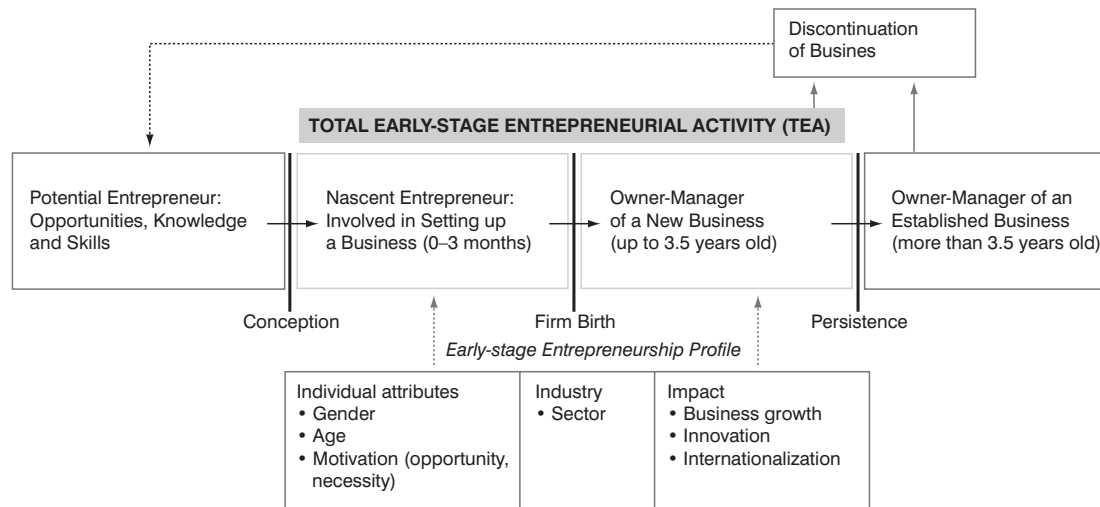 Discontinuation
of Busines
TOTAL EARLY-STAGE ENTREPRENEURIAL ACTIVITY (TEA)
Potential Entrepreneur:
Opportunities, Knowledge
and Skills
Nascent Entrepreneur:
Involved in Setting up
a Business (0–3 months)
Owner-Manager
of a New Business
(up to 3.5 years old)
Owner-Manager of an
Established Business
(more than 3.5 years old)
Conception
Firm Birth
Persistence
Early-stage Entrepreneurship Profile
Individual attributes
• Gender
• Age
• Motivation (opportunity,
necessity)
Industry
• Sector
Impact
• Business growth
• Innovation
• Internationalization